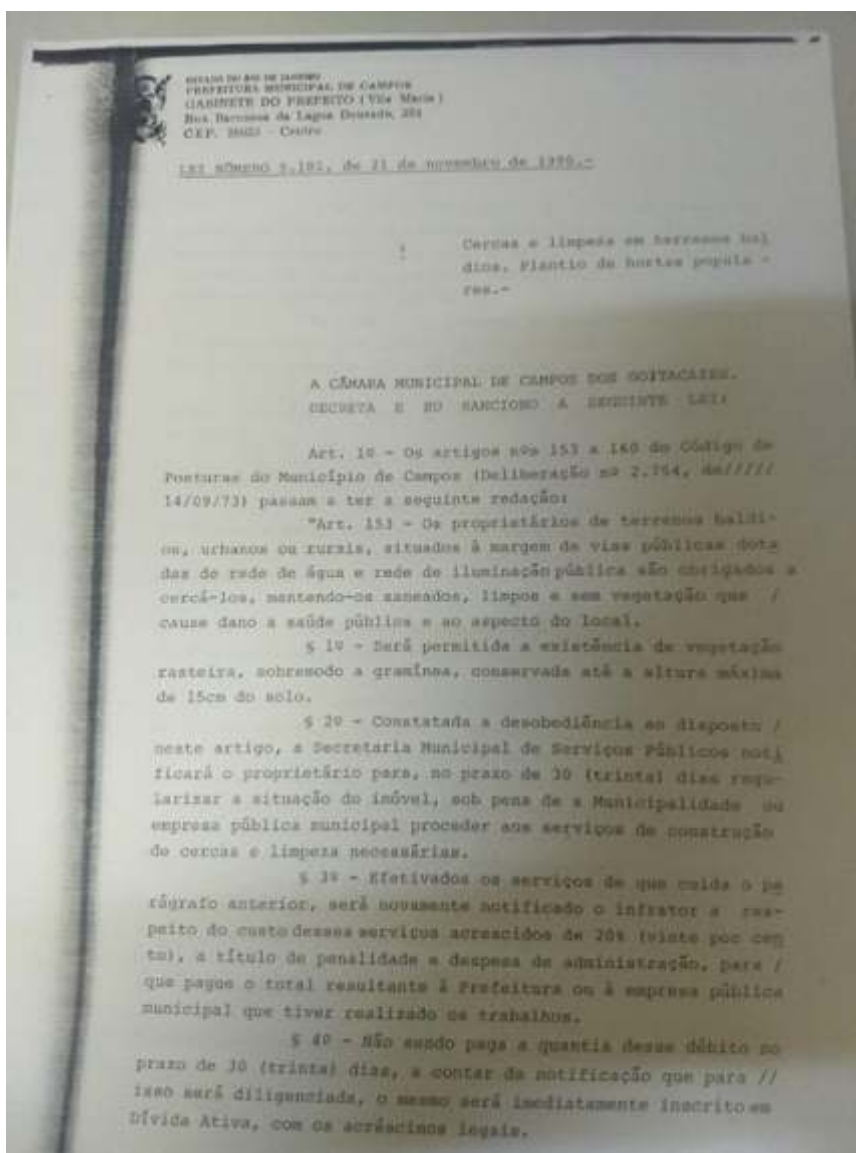 ESTADO DO RIO DE JANEIRO
PREFEITURA MUNICIPAL DE CAMPOS
GABINETE DO PREFEITO (Vila Maria)
Rua Baronesa da Lagoa Dourada,
CEP. - Centro
LEI NÚMERO , de 21 de novembro de 1990.-
Cercas e limpeza em terrenos bal
dios. Plantio de hortas popula -
res.-
A CÂMARA MUNICIPAL DE CAMPOS DOS GOITACAZES,
DECRETA E EU SANCIONO A SEGUINTE LEI:
Art. 1º - Os artigos nºs 153 a 160 do Código de
Posturas do Município de Campos (Deliberação nº , de/////
14/09/73) passam a ter a seguinte redação:
"Art. 153 - Os proprietários de terrenos baldi-
os, urbanos ou rurais, situados à margem de vias públicas dota
das de rede de água e rede de iluminação pública são obrigados a
cercá-los, mantendo-os saneados, limpos e sem vegetação que /
cause dano a saúde pública e ao aspecto do local.
§ 1º - Será permitida a existência de vegetação
rasteira, sobremodo a gramínea, conservada até a altura máxima
de 15cm do solo.
§ 2º - Constatada a desobediência ao disposto /
neste artigo, a Secretaria Municipal de Serviços Públicos noti
ficará o proprietário para, no prazo de 30 (trinta) dias regu-
larizar a situação do imóvel, sob pena de a Municipalidade ou
empresa pública municipal proceder aos serviços de construção
de cercas e limpeza necessárias.
§ 3º - Efetivados os serviços de que cuida o pa
rágrafo anterior, será novamente notificado o infrator a res-
peito do custo desses serviços acrescidos de 20% (vinte por cen
to), a título de penalidade e despesa de administração, para /
que pague o total resultante à Prefeitura ou à empresa pública
municipal que tiver realizado os trabalhos.
§ 4º - Não sendo paga a quantia desse débito no
prazo de 30 (trinta) dias, a contar da notificação que para //
isso será diligenciada, o mesmo será imediatamente inscrito em
Dívida Ativa, com os acréscimos legais.